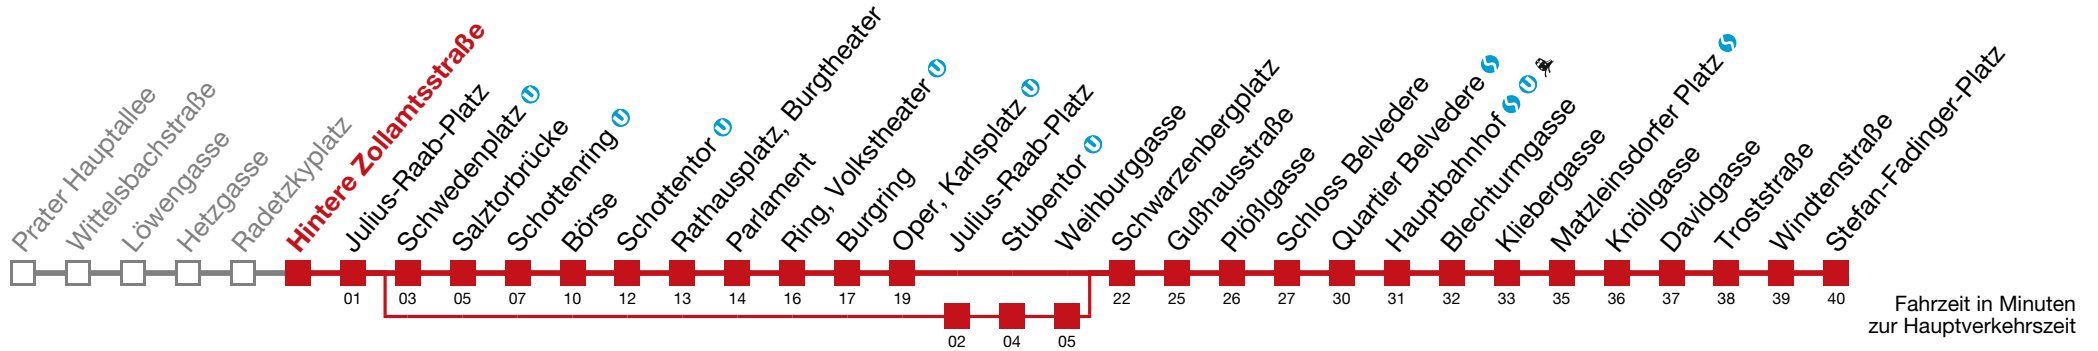 Prater Hauptallee
Wittelsbachstraße
Löwengasse
Hetzgasse
Radetzkyplatz
Hintere Zollamtsstraße
Julius-Raab-Platz
Schwedenplatz U
Salztorbrücke
Schottenring U
Börse
Schottentor U
Rathausplatz, Burgtheater
Parlament
Ring, Volkstheater U
Burgring
Oper, Karlsplatz U
Julius-Raab-Platz
Stubentor U
Weihburggasse
Schwarzenbergplatz
Gußhausstraße
Plößlgasse
Schloss Belvedere
Quartier Belvedere S
Hauptbahnhof S U
Blechturmgasse
Kliebergasse
Matzleinsdorfer Platz S
Knöllgasse
Davidgasse
Troststraße
Windtenstraße
Stefan-Fadinger-Platz
01 03 05 07 10 12 13 14 16 17 19 22 25 26 27 30 31 32 33 35 36 37 38 39 40
02 04 05
Fahrzeit in Minuten
zur Hauptverkehrszeit